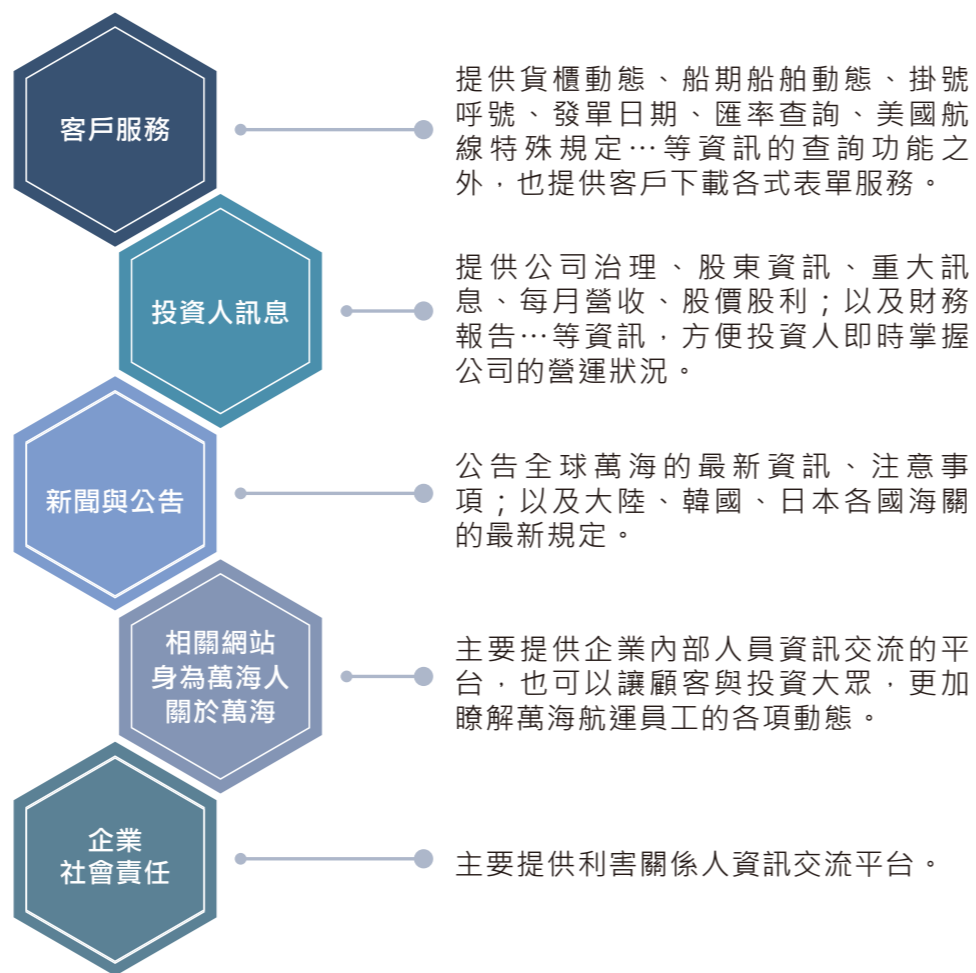 客戶服務
提供貨櫃動態、船期船舶動態、掛號
呼號、發單日期、匯率查詢、美國航
線特殊規定…等資訊的查詢功能之
外，也提供客戶下載各式表單服務。
投資人訊息
提供公司治理、股東資訊、重大訊
息、每月營收、股價股利；以及財務
報告…等資訊，方便投資人即時掌握
公司的營運狀況。
新聞與公告
公告全球萬海的最新資訊、注意事
項；以及大陸、韓國、日本各國海關
的最新規定。
相關網站
身為萬海人
關於萬海
主要提供企業內部人員資訊交流的平
台，也可以讓顧客與投資大眾，更加
瞭解萬海航運員工的各項動態。
企業
社會責任
主要提供利害關係人資訊交流平台。